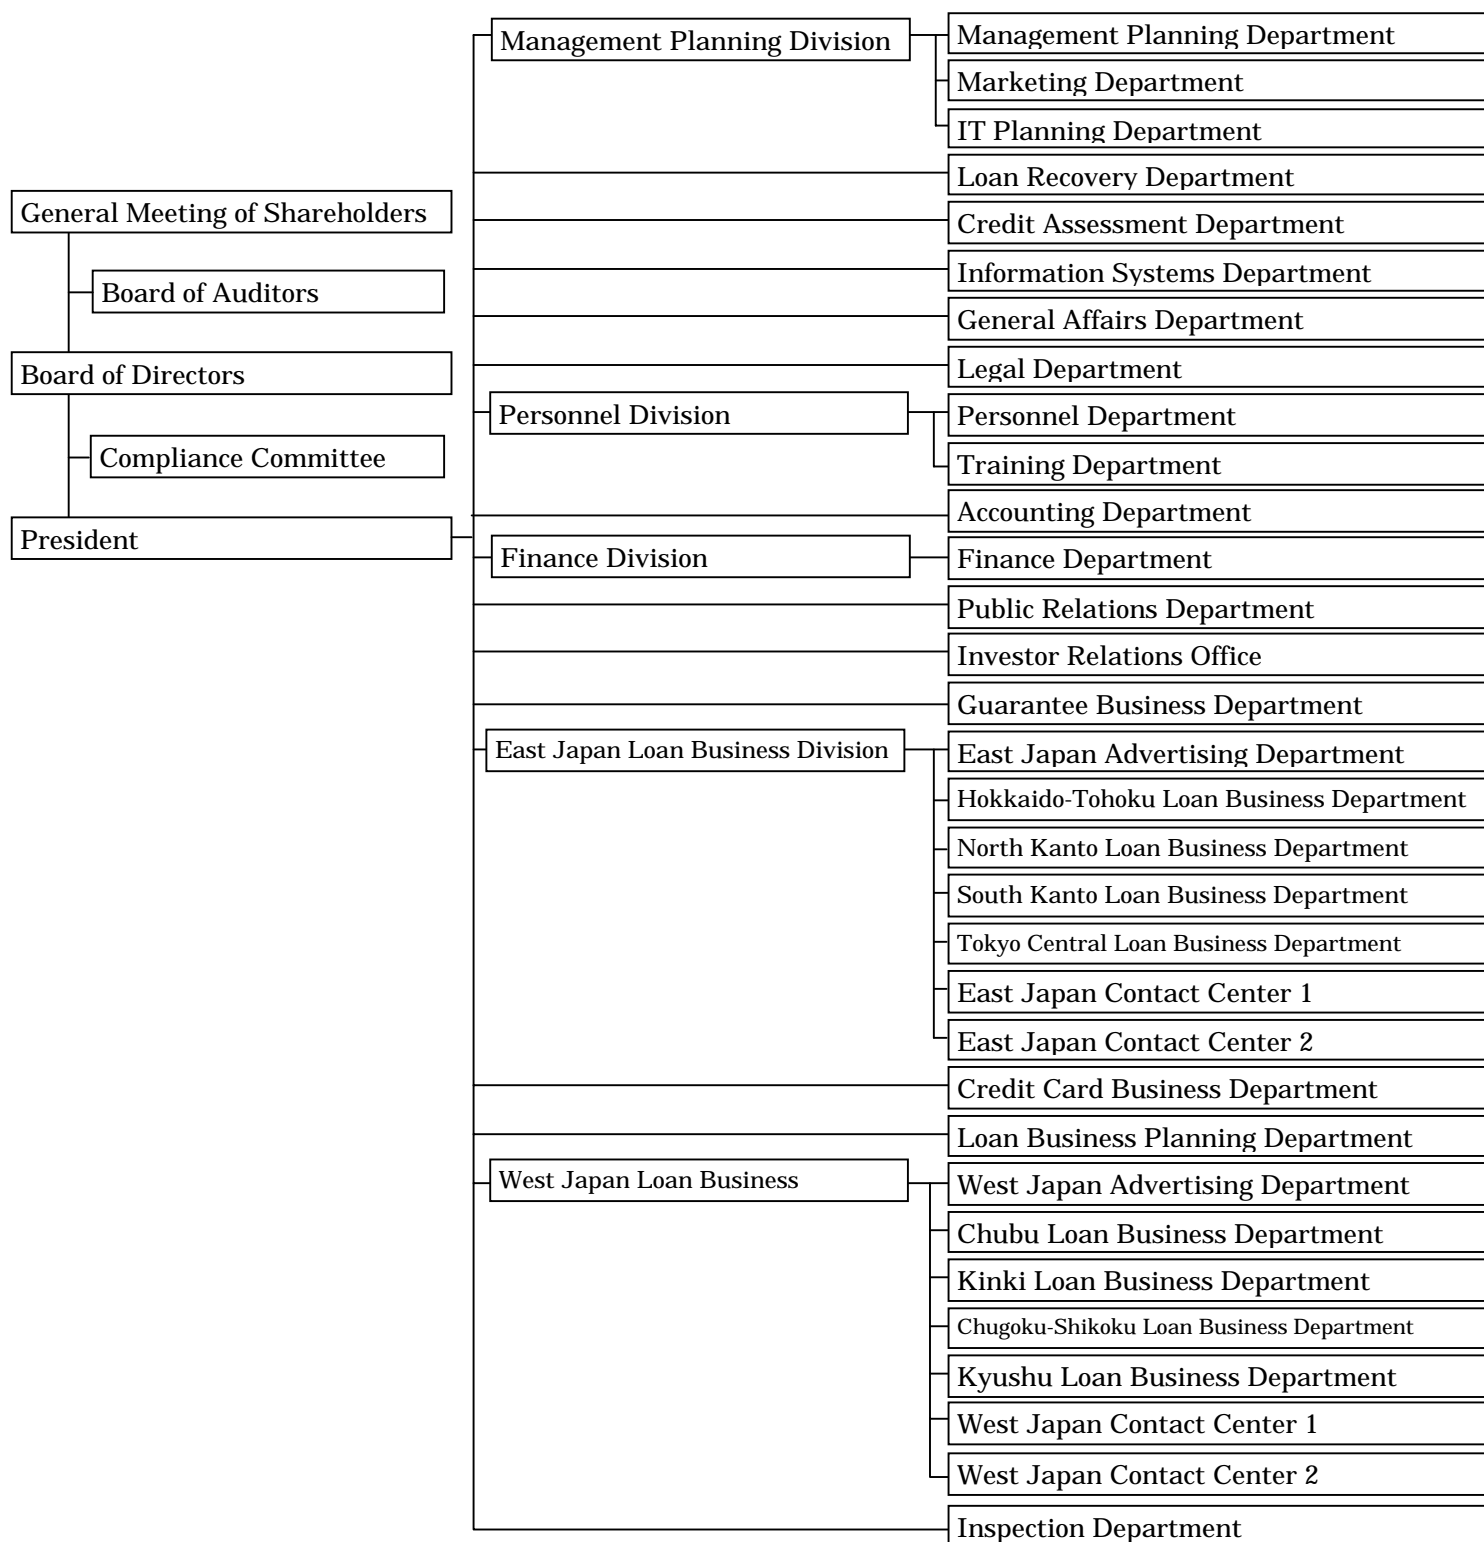 General Meeting of Shareholders
Board of Auditors
Board of Directors
Compliance Committee
President
Management Planning Division
Management Planning Department
Marketing Department
IT Planning Department
Loan Recovery Department
Credit Assessment Department
Information Systems Department
General Affairs Department
Legal Department
Personnel Division
Personnel Department
Training Department
Accounting Department
Finance Division
Finance Department
Public Relations Department
Investor Relations Office
Guarantee Business Department
East Japan Loan Business Division
East Japan Advertising Department
Hokkaido-Tohoku Loan Business Department
North Kanto Loan Business Department
South Kanto Loan Business Department
Tokyo Central Loan Business Department
East Japan Contact Center 1
East Japan Contact Center 2
Credit Card Business Department
Loan Business Planning Department
West Japan Loan Business
West Japan Advertising Department
Chubu Loan Business Department
Kinki Loan Business Department
Chugoku-Shikoku Loan Business Department
Kyushu Loan Business Department
West Japan Contact Center 1
West Japan Contact Center 2
Inspection Department